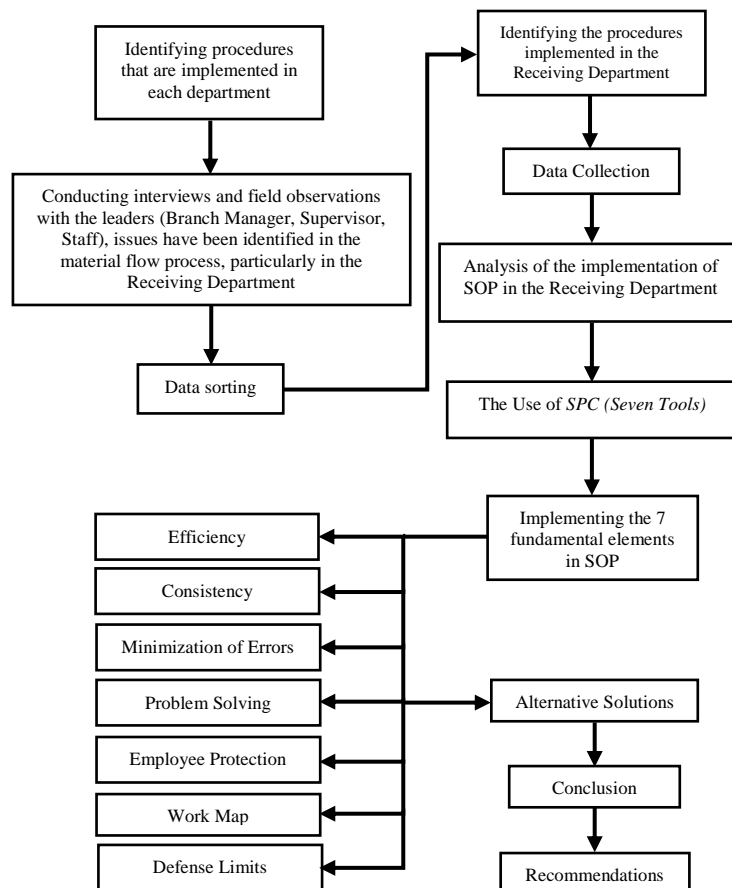 Identifying procedures
that are implemented in
each department
Conducting interviews and field observations
with the leaders (Branch Manager, Supervisor,
Staff), issues have been identified in the
material flow process, particularly in the
Receiving Department
Data sorting
Identifying the procedures
implemented in the
Receiving Department
Data Collection
Analysis of the implementation of
SOP in the Receiving Department
The Use of SPC (Seven Tools)
Implementing the 7
fundamental elements
in SOP
Efficiency
Consistency
Minimization of Errors
Problem Solving
Employee Protection
Work Map
Defense Limits
Alternative Solutions
Conclusion
Recommendations